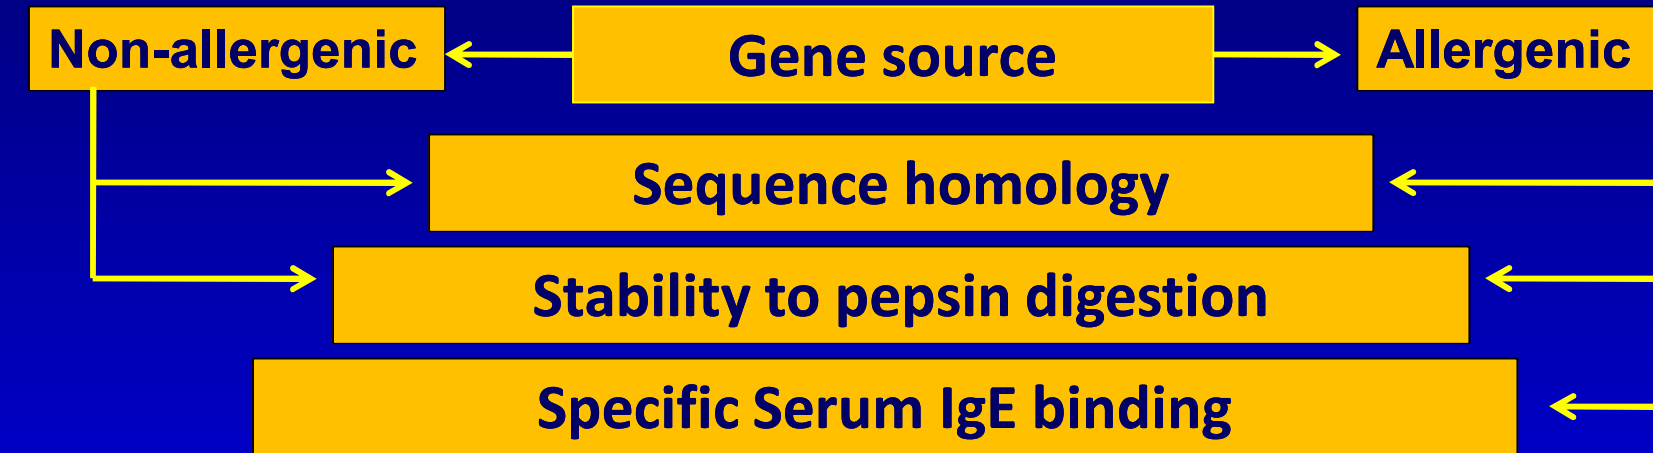 Non-allergenic
Gene source
Allergenic
Sequence homology
Stability to pepsin digestion
Specific Serum IgE binding